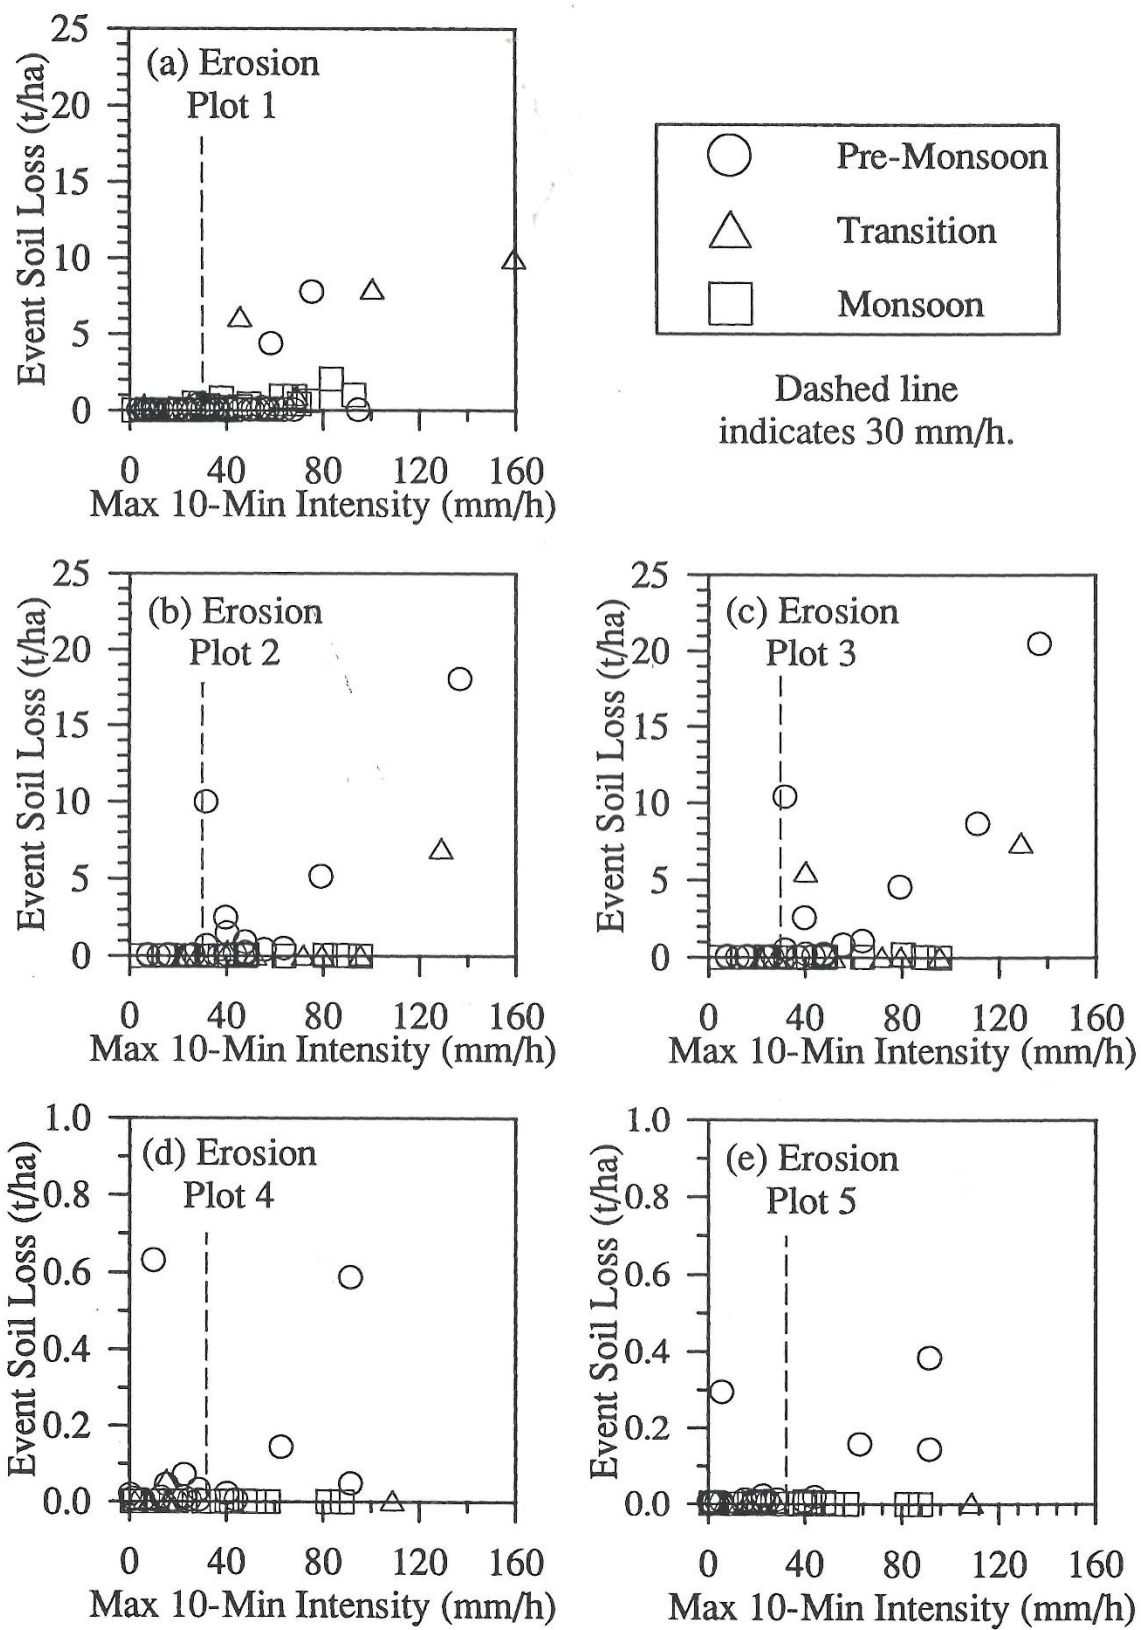 25
20
15
10
5
0
Event Soil Loss (t/ha)
(a) Erosion
Plot 1
0 40 80 120 160
Max 10-Min Intensity (mm/h)
Pre-Monsoon
Transition
Monsoon
Dashed line
indicates 30 mm/h.
25
20
15
10
5
0
Event Soil Loss (t/ha)
(b) Erosion
Plot 2
0 40 80 120 160
Max 10-Min Intensity (mm/h)
25
20
15
10
5
0
Event Soil Loss (t/ha)
(c) Erosion
Plot 3
0 40 80 120 160
Max 10-Min Intensity (mm/h)
1.0
0.8
0.6
0.4
0.2
0.0
Event Soil Loss (t/ha)
(d) Erosion
Plot 4
0 40 80 120 160
Max 10-Min Intensity (mm/h)
1.0
0.8
0.6
0.4
0.2
0.0
Event Soil Loss (t/ha)
(e) Erosion
Plot 5
0 40 80 120 160
Max 10-Min Intensity (mm/h)